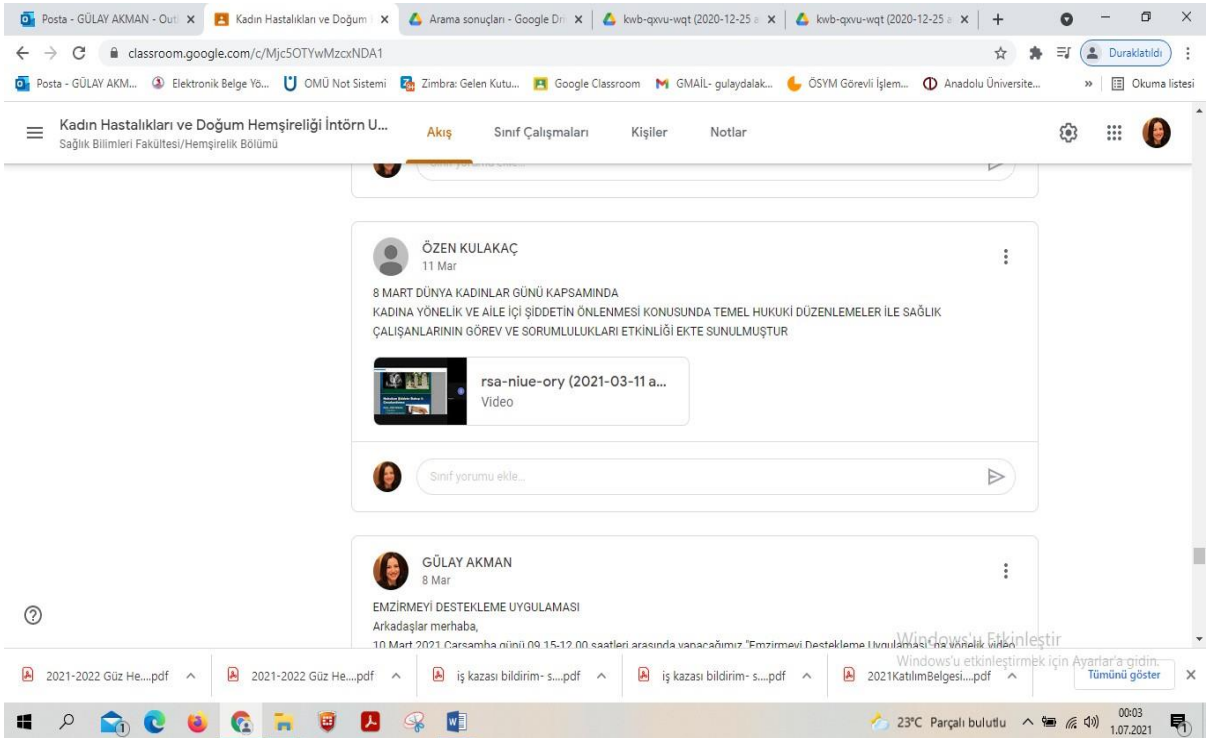 Posta - GÜLAY AKMAN - Out
Kadın Hastalıkları ve Doğum
Arama sonuçları - Google Dri
kwb-qxvu-wqt (2020-12-25 a
kwb-qxvu-wqt (2020-12-25 a
classroom.google.com/c/Mjc5OTYwMzcxNDA1
Duraklatıldı
Posta - GÜLAY AKM... Elektronik Belge Yö... OMÜ Not Sistemi Zimbra: Gelen Kutu... Google Classroom GMAİL- gulaydalak... ÖSYM Görevli İşlem... Anadolu Üniversite... » Okuma listesi
Kadın Hastalıkları ve Doğum Hemşireliği İntörn U...
Sağlık Bilimleri Fakültesi/Hemşirelik Bölümü
Akış Sınıf Çalışmaları Kişiler Notlar
ÖZEN KULAKAÇ
11 Mar
8 MART DÜNYA KADINLAR GÜNÜ KAPSAMINDA
KADINA YÖNELİK VE AİLE İÇİ ŞİDDETİN ÖNLENMESİ KONUSUNDA TEMEL HUKUKİ DÜZENLEMELER İLE SAĞLIK
ÇALIŞANLARININ GÖREV VE SORUMLULUKLARI ETKİNLİĞİ EKTE SUNULMUŞTUR
rsa-niue-ory (2021-03-11 a...
Video
Sınıf yorumu ekle...
GÜLAY AKMAN
8 Mar
EMZİRMEYİ DESTEKLEME UYGULAMASI
Arkadaşlar merhaba,
10 Mart 2021 Çarşamba günü 09.15-12.00 saatleri arasında yapacağımız "Emzirmeyi Destekleme Uygulaması"na yönelik video
Windows'u Etkinleştir
Windows'u etkinleştirmek için Ayarlar'a gidin.
2021-2022 Güz He....pdf
2021-2022 Güz He....pdf
iş kazası bildirim- s....pdf
iş kazası bildirim- s....pdf
2021KatılımBelgesi....pdf
Tümünü göster
23°C Parçalı bulutlu
00:03
1.07.2021